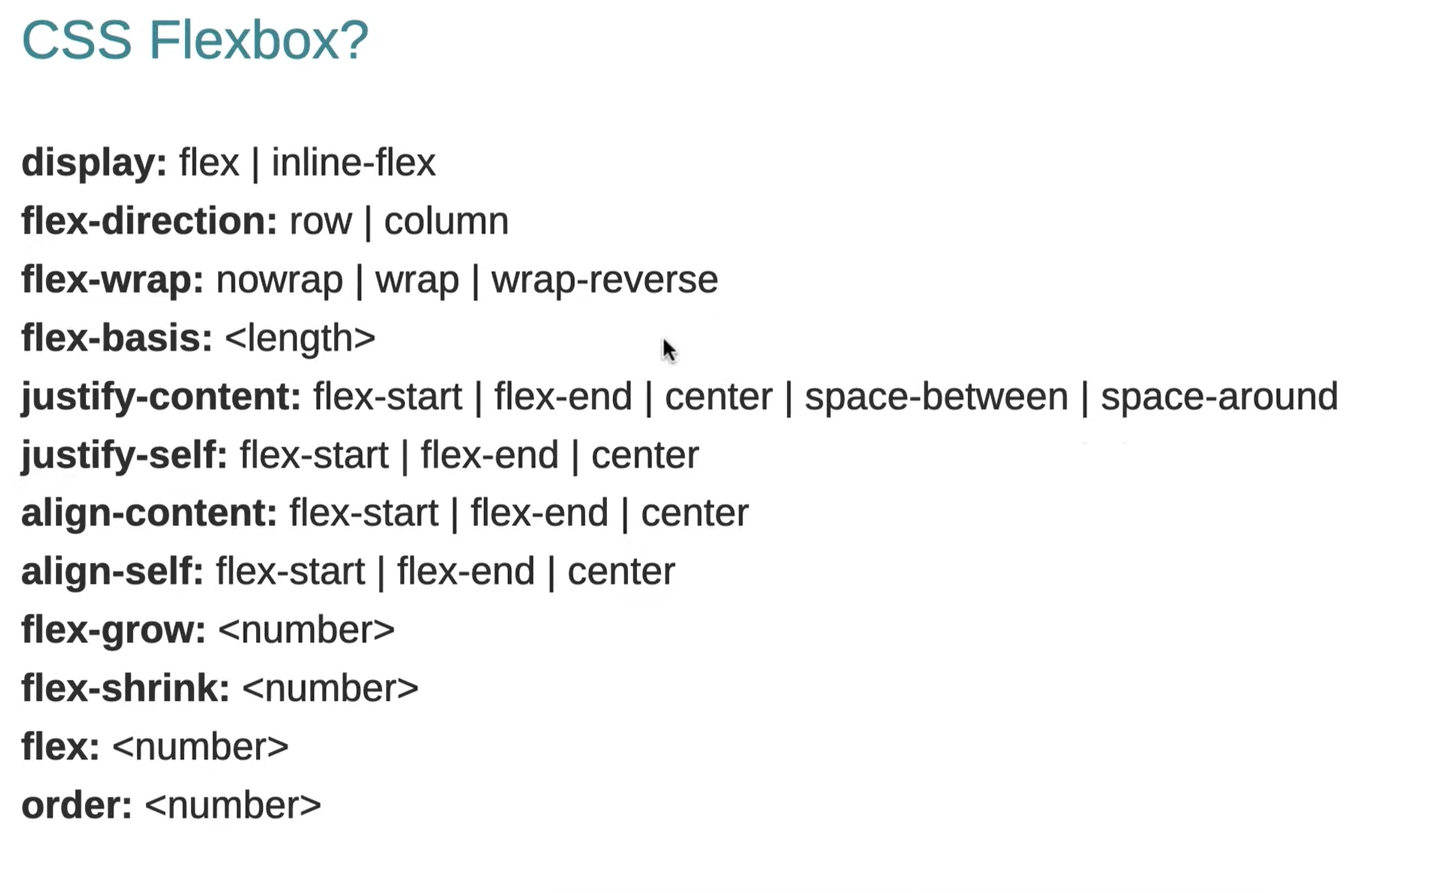 CSS Flexbox?
display: flex | inline-flex
flex-direction: row | column
flex-wrap: nowrap | wrap | wrap-reverse
flex-basis: <length>
justify-content: flex-start | flex-end | center | space-between | space-around
justify-self: flex-start | flex-end | center
align-content: flex-start | flex-end | center
align-self: flex-start | flex-end | center
flex-grow: <number>
flex-shrink: <number>
flex: <number>
order: <number>